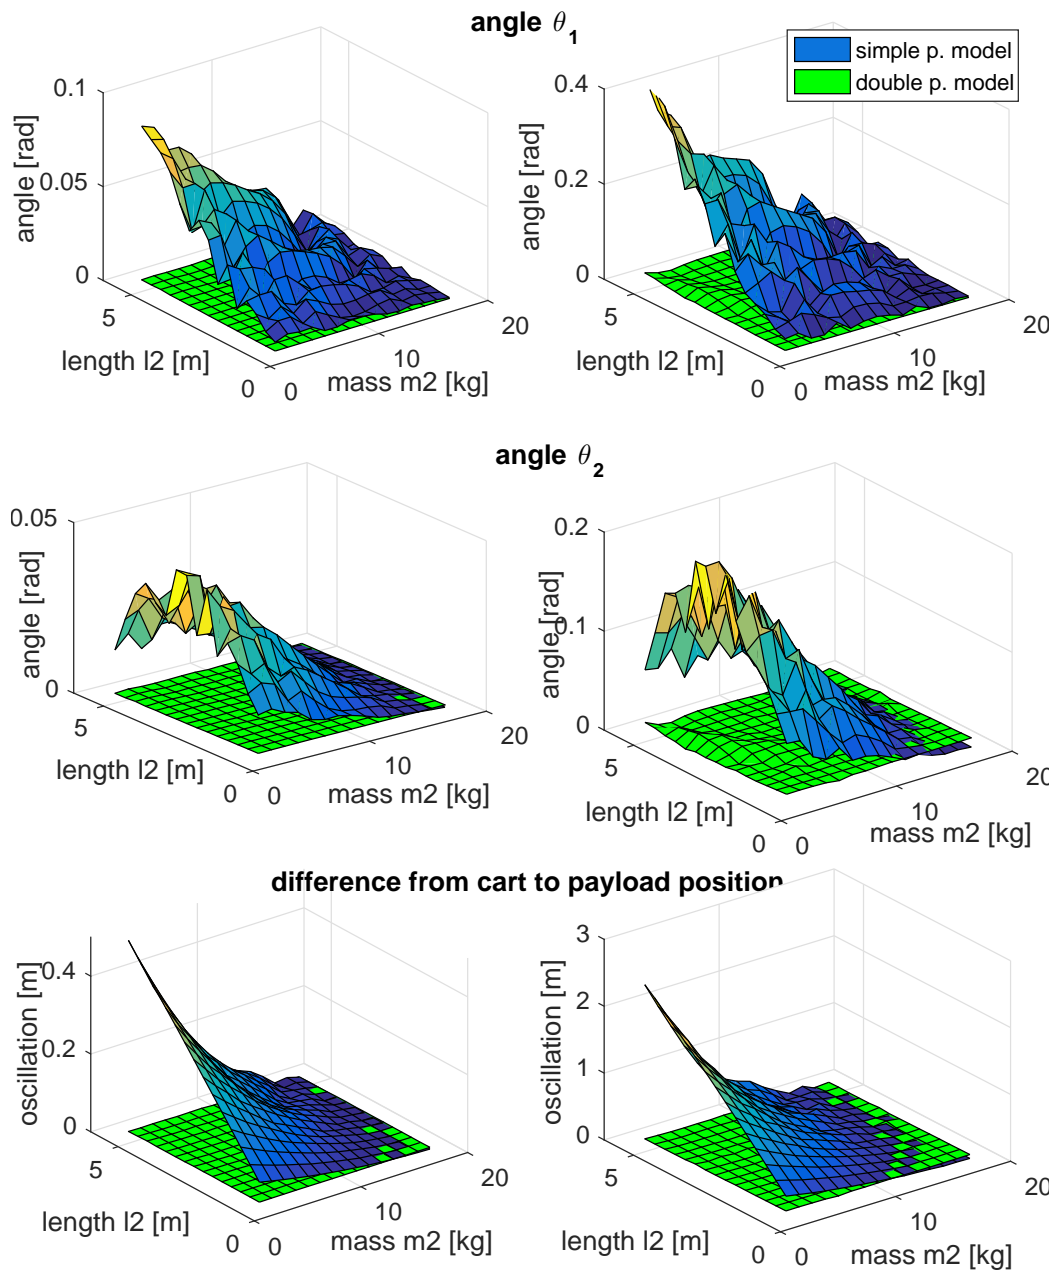 angle θ1
simple p. model
double p. model
0.1
0.05
0
angle [rad]
5
0
length l2 [m]
0
10
20
mass m2 [kg]
0.4
0.2
0
angle [rad]
5
0
length l2 [m]
0
10
20
mass m2 [kg]
angle θ2
0.05
0
angle [rad]
5
0
length l2 [m]
0
10
20
mass m2 [kg]
0.2
0.1
0
angle [rad]
5
0
length l2 [m]
0
10
20
mass m2 [kg]
difference from cart to payload position
0.4
0.2
0
oscillation [m]
5
0
length l2 [m]
0
10
20
mass m2 [kg]
3
2
1
0
oscillation [m]
5
0
length l2 [m]
0
10
20
mass m2 [kg]